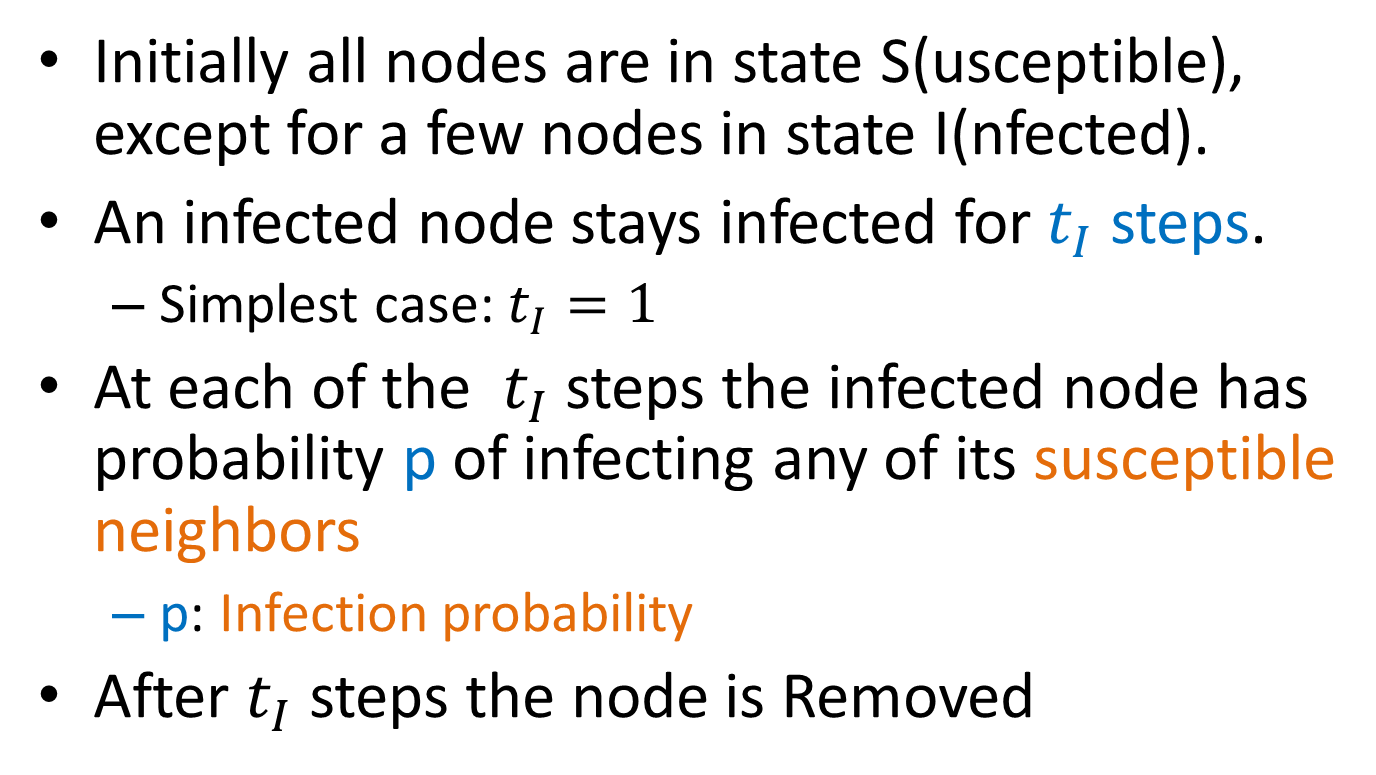 • Initially all nodes are in state S(usceptible),
except for a few nodes in state I(nfected).
• An infected node stays infected for 𝑡_𝐼 steps.
– Simplest case: 𝑡_𝐼 = 1
• At each of the 𝑡_𝐼 steps the infected node has
probability p of infecting any of its susceptible
neighbors
– p: Infection probability
• After 𝑡_𝐼 steps the node is Removed